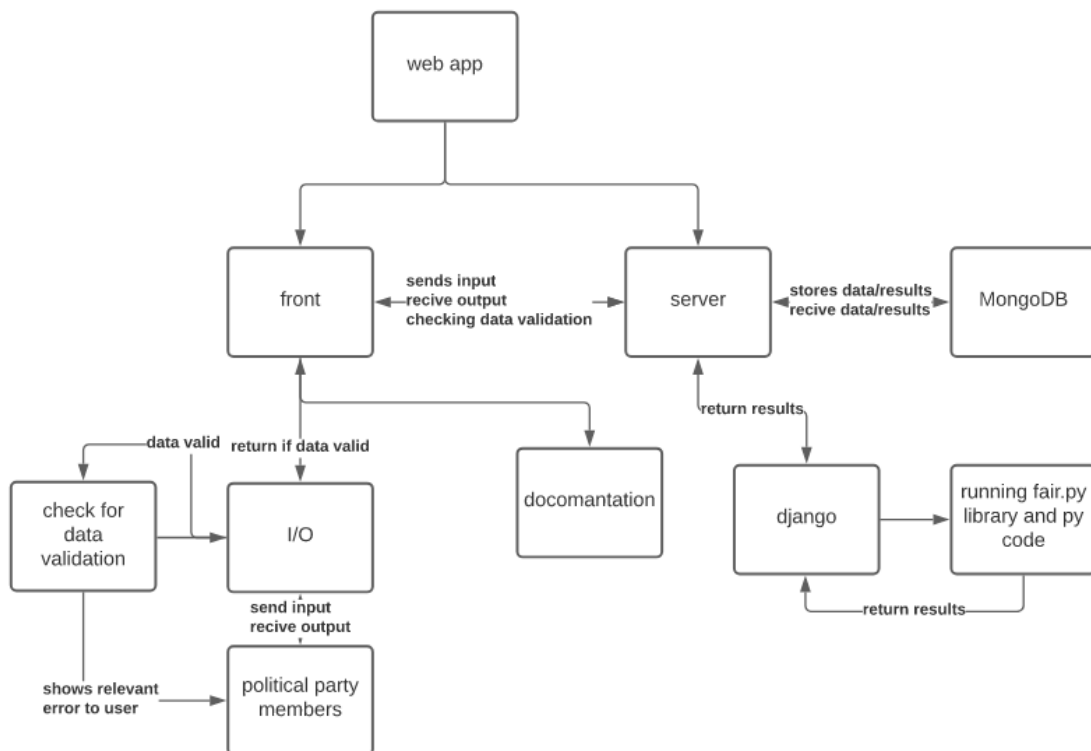 web app
front
sends input
recive output
checking data validation
server
stores data/results
recive data/results
MongoDB
return results
data valid
return if data valid
check for
data
validation
I/O
docomantation
django
running fair.py
library and py
code
send input
recive output
return results
shows relevant
error to user
political party
members